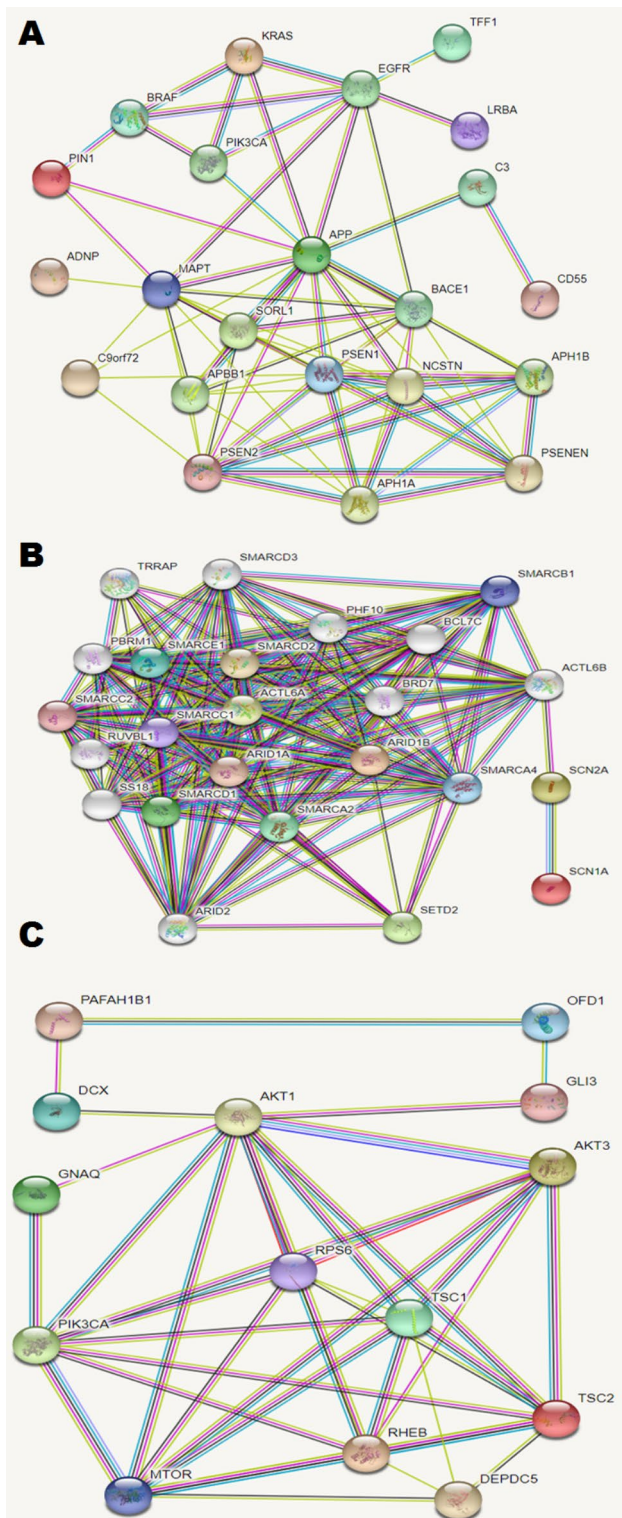 A
TFF1
KRAS
EGFR
BRAF
LRBA
PIK3CA
PIN1
C3
APP
ADNP
MAPT
CD55
BACE1
SORL1
C9orf72
PSEN1
NCSTN
APH1B
APBB1
PSEN2
PSENEN
APH1A
B
TRRAP
SMARCD3
SMARCB1
PHF10
BCL7C
PBRM1
SMARCE1
SMARCD2
ACTL6B
SMARCC2
ACTL6A
BRD7
SMARCC1
RUVBL1
ARID1A
ARID1B
SS18
SMARCD1
SMARCA2
SMARCA4
SCN2A
SCN1A
ARID2
SETD2
C
PAFAH1B1
OFD1
DCX
AKT1
GLI3
AKT3
GNAQ
RPS6
TSC1
PIK3CA
TSC2
RHEB
MTOR
DEPDC5